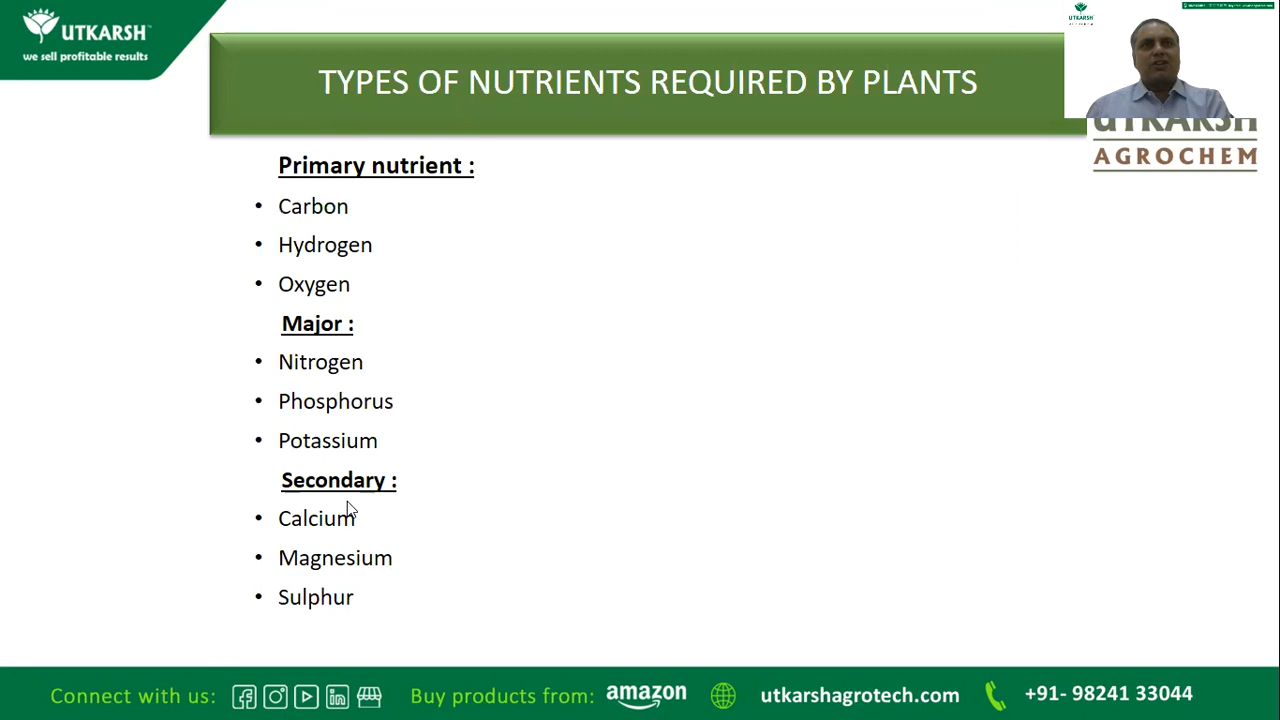 UTKARSH
we sell profitable results
TYPES OF NUTRIENTS REQUIRED BY PLANTS
UTKARSH
UTKARSH
AGROCHEM
Primary nutrient :
• Carbon
• Hydrogen
• Oxygen
Major :
• Nitrogen
• Phosphorus
• Potassium
Secondary :
• Calcium
• Magnesium
• Sulphur
Connect with us:
Buy products from: amazon
utkarshagrotech.com
+91- 98241 33044